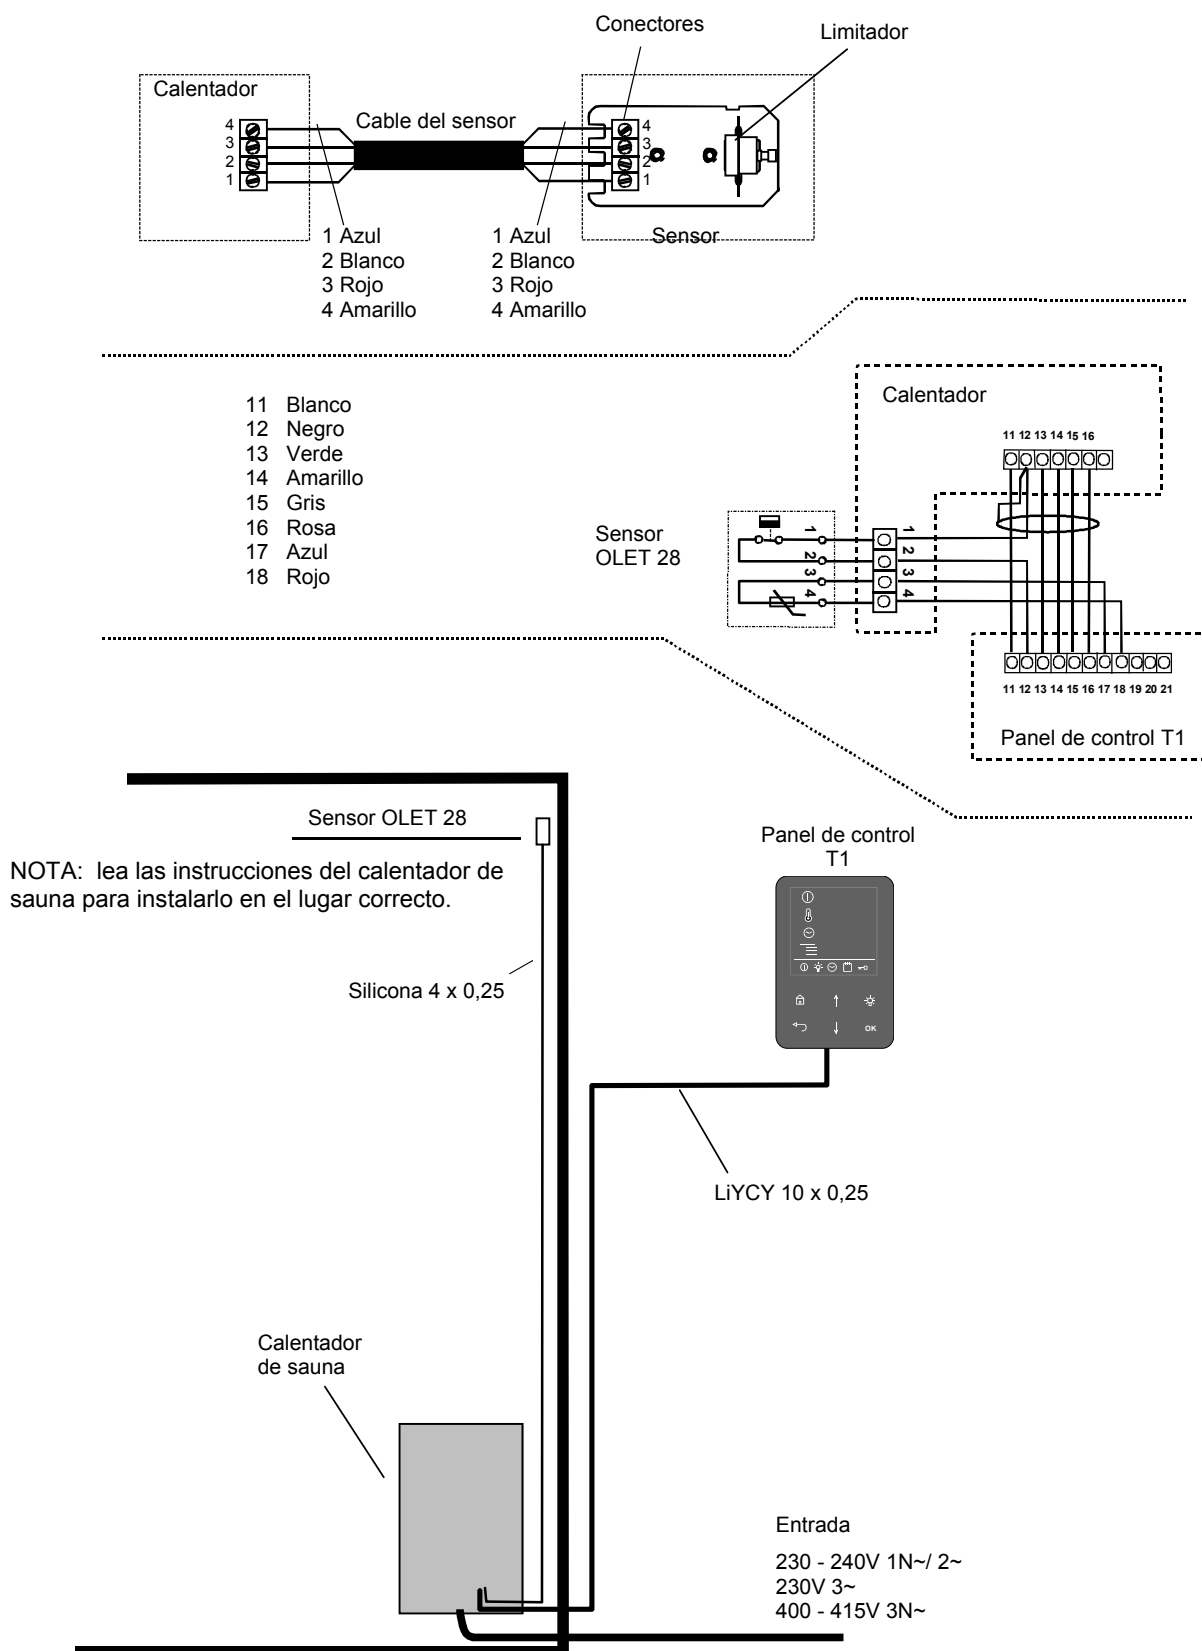 Conectores
Limitador
Calentador
Cable del sensor
4
3
2
1
4
3
2
1
1 Azul
2 Blanco
3 Rojo
4 Amarillo
1 Azul
2 Blanco
3 Rojo
4 Amarillo
Sensor
11 Blanco
12 Negro
13 Verde
14 Amarillo
15 Gris
16 Rosa
17 Azul
18 Rojo
Calentador
11 12 13 14 15 16
Sensor
OLET 28
1
2
3
4
1
2
3
4
11 12 13 14 15 16 17 18 19 20 21
Panel de control T1
Sensor OLET 28
NOTA: lea las instrucciones del calentador de
sauna para instalarlo en el lugar correcto.
Panel de control
T1
OK
Silicona 4 x 0,25
LiYCY 10 x 0,25
Calentador
de sauna
Entrada
230 - 240V 1N~/ 2~
230V 3~
400 - 415V 3N~